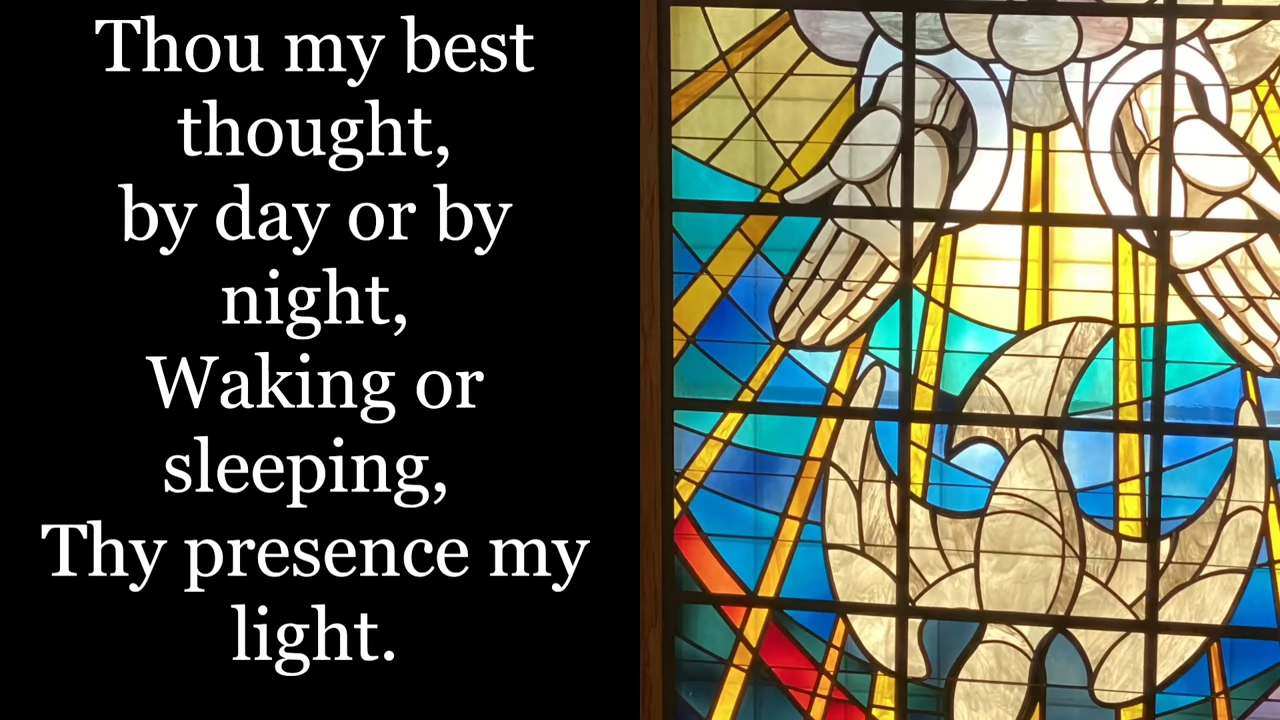 Thou my best
thought,
by day or by
night,
Waking or
sleeping,
Thy presence my
light.